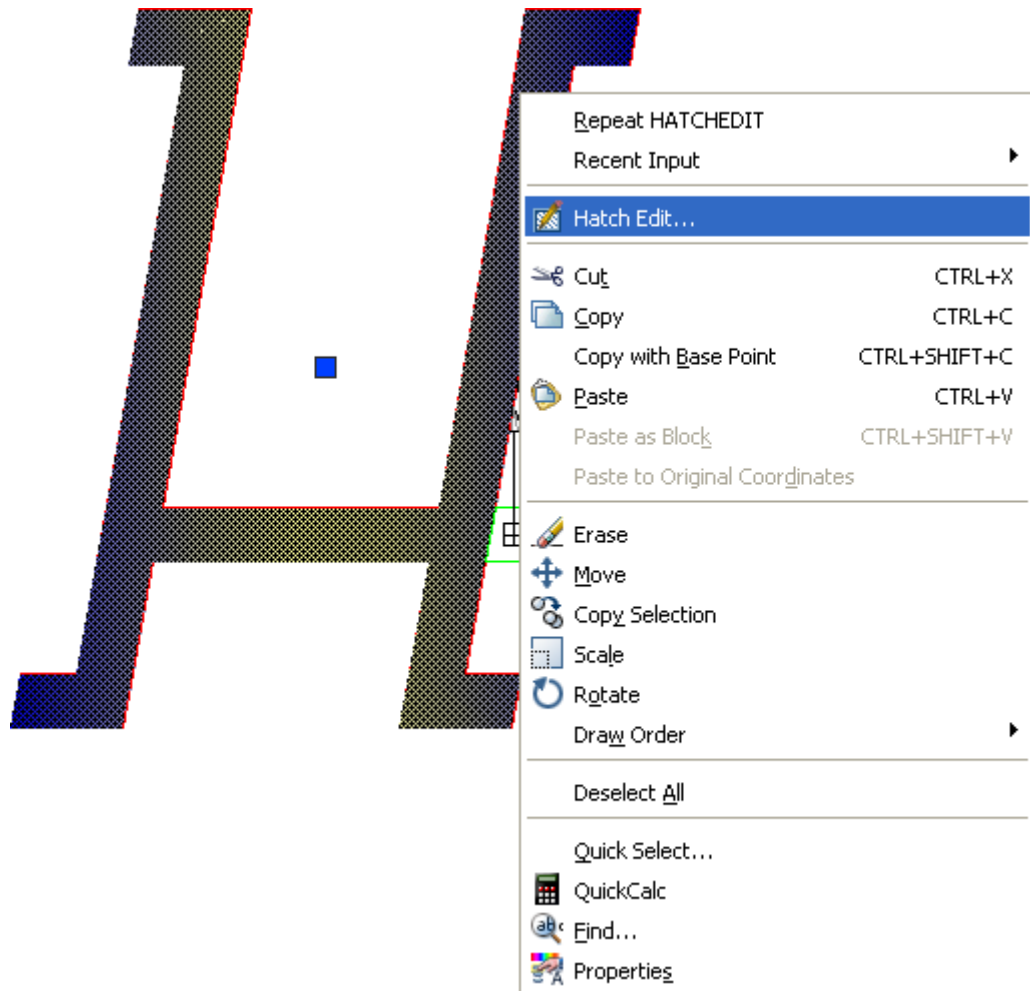 Repeat HATCHEDIT
Recent Input
Hatch Edit...
Cut CTRL+X
Copy CTRL+C
Copy with Base Point CTRL+SHIFT+C
Paste CTRL+V
Paste as Block CTRL+SHIFT+V
Paste to Original Coordinates
Erase
Move
Copy Selection
Scale
Rotate
Draw Order
Deselect All
Quick Select...
QuickCalc
Find...
Properties